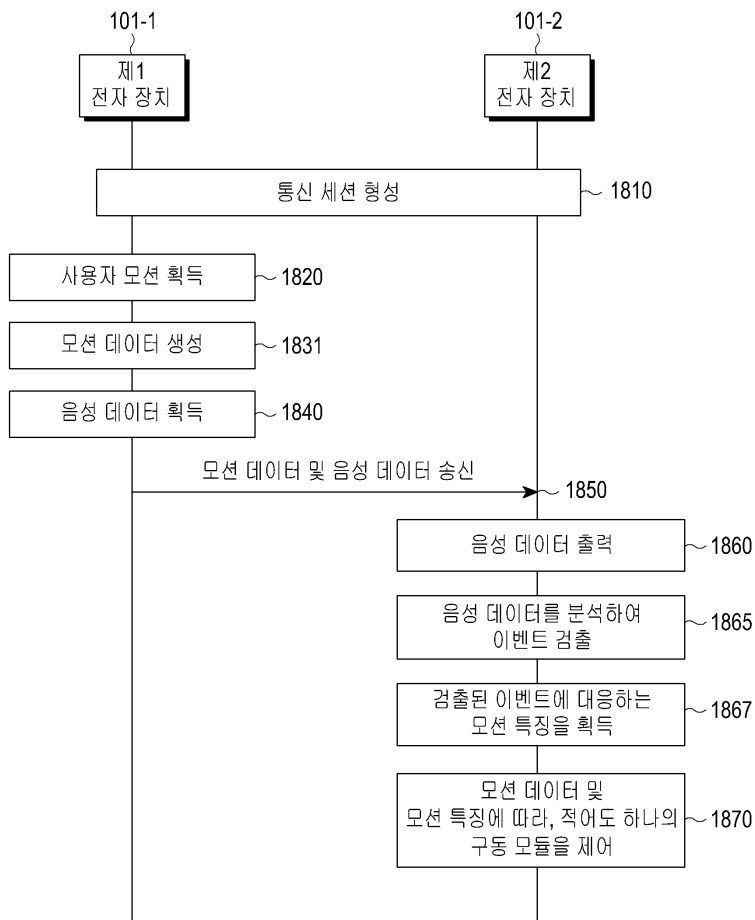 101-1
101-2
제1
전자 장치
제2
전자 장치
통신 세션 형성
1810
사용자 모션 획득
1820
모션 데이터 생성
1831
음성 데이터 획득
1840
모션 데이터 및 음성 데이터 송신
1850
음성 데이터 출력
1860
음성 데이터를 분석하여
이벤트 검출
1865
검출된 이벤트에 대응하는
모션 특징을 획득
1867
모션 데이터 및
모션 특징에 따라, 적어도 하나의
구동 모듈을 제어
1870